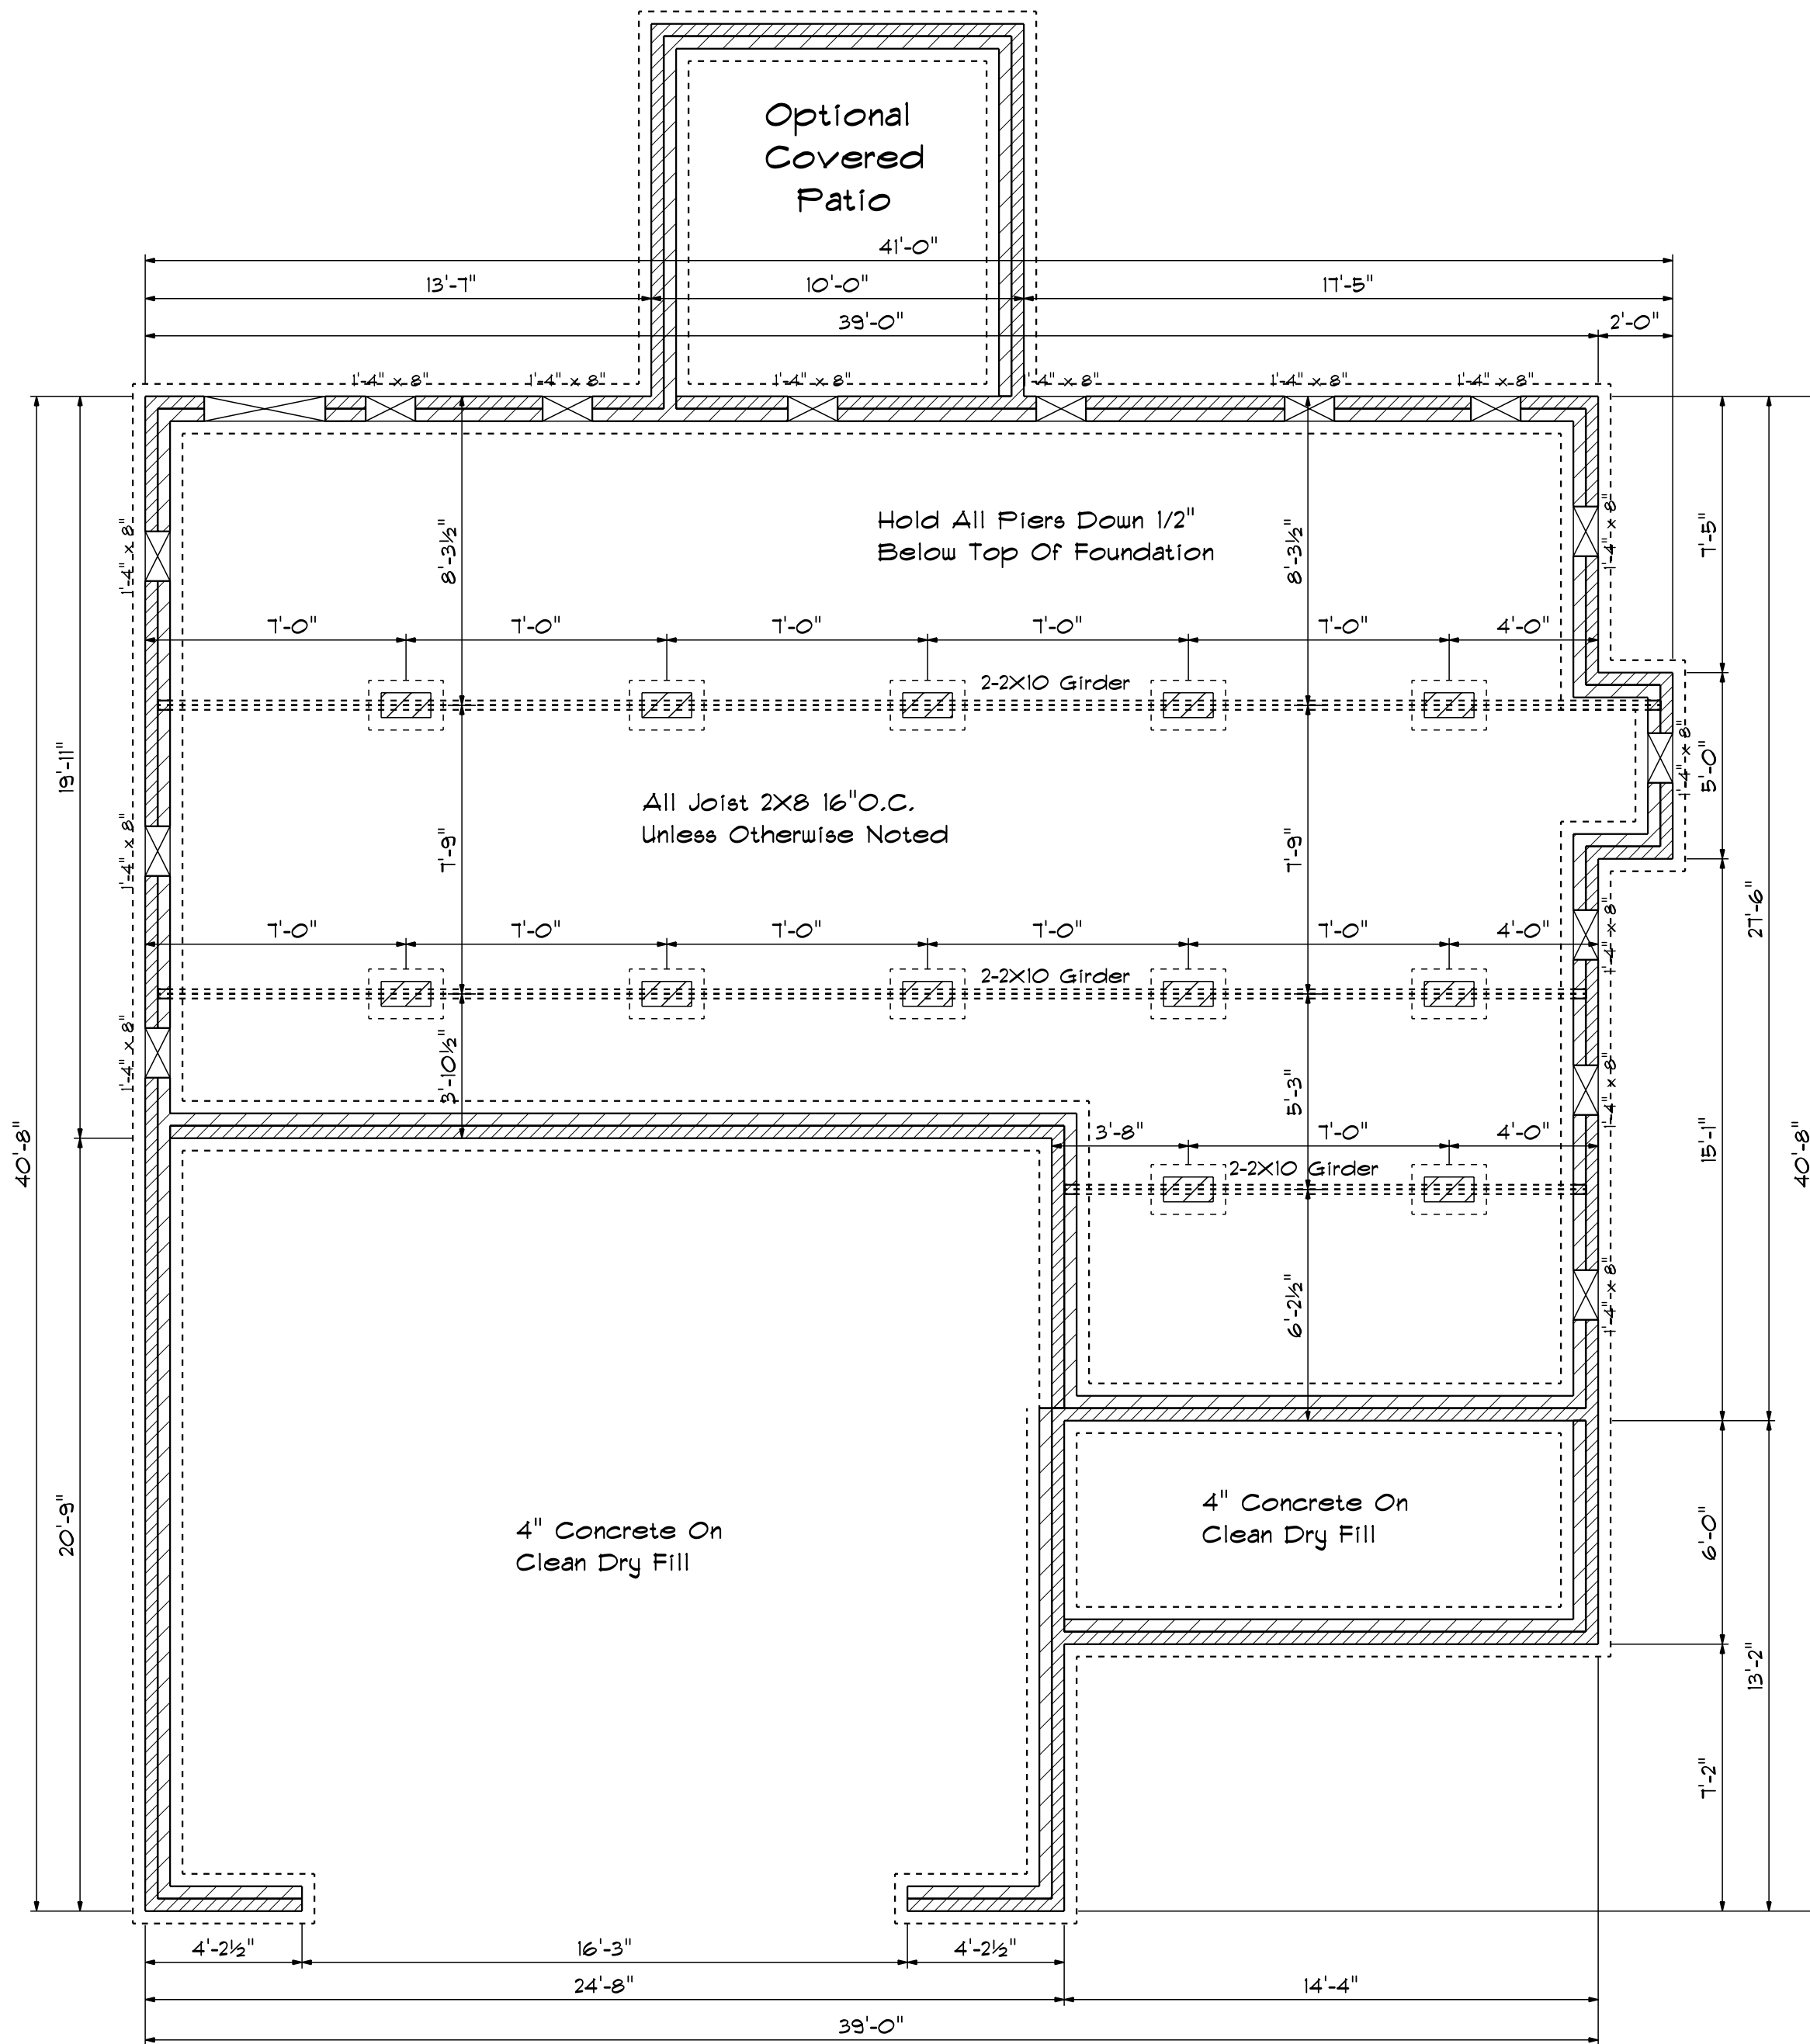 Optional
Covered
Patio
41'-0"
13'-7"
10'-0"
17'-5"
39'-0"
2'-0"
1'-4" x 8"
1'-4" x 8"
1'-4" x 8"
1'-4" x 8"
1'-4" x 8"
1'-4" x 8"
Hold All Piers Down 1/2"
Below Top Of Foundation
1'-4" x 8"
8'-3½"
8'-3½"
1'-4" x 8"
7'-5"
7'-0"
7'-0"
7'-0"
7'-0"
7'-0"
4'-0"
2-2X10 Girder
19'-11"
All Joist 2X8 16"O.C.
Unless Otherwise Noted
1'-4" x 8"
5'-0"
1'-4" x 8"
7'-9"
7'-9"
27'-6"
7'-0"
7'-0"
7'-0"
7'-0"
7'-0"
4'-0"
1'-4" x 8"
2-2X10 Girder
1'-4" x 8"
3'-10½"
5'-3"
1'-4" x 8"
15'-1"
40'-8"
40'-8"
3'-8"
7'-0"
4'-0"
2-2X10 Girder
6'-2½"
1'-4" x 8"
20'-9"
4" Concrete On
Clean Dry Fill
4" Concrete On
Clean Dry Fill
6'-0"
13'-2"
7'-2"
4'-2½"
16'-3"
4'-2½"
24'-8"
14'-4"
39'-0"